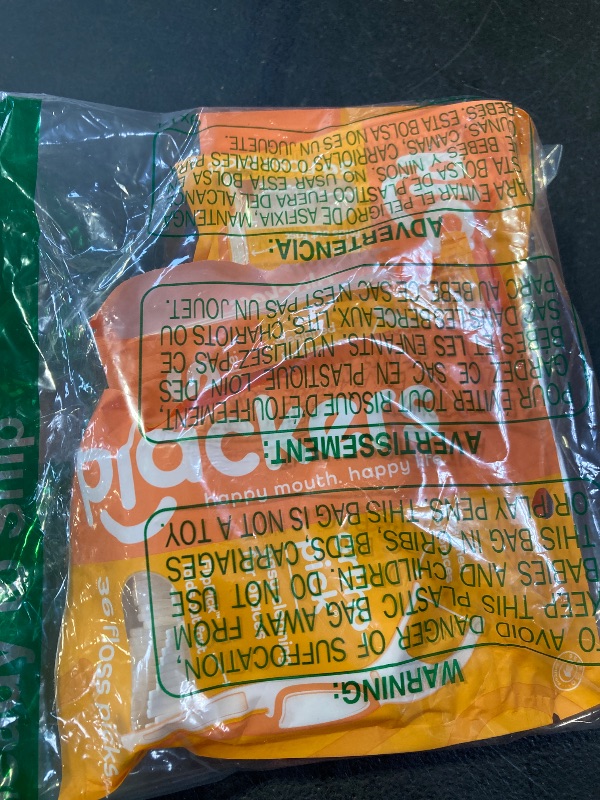 WARNING:
TO AVOID DANGER OF SUFFOCATION,
KEEP THIS PLASTIC BAG AWAY FROM
BABIES AND CHILDREN. DO NOT USE
THIS BAG IN CRIBS, BEDS, CARRIAGES
OR PLAY PENS. THIS BAG IS NOT A TOY.
AVERTISSEMENT:
POUR ÉVITER TOUT RISQUE D'ÉTOUFFEMENT,
GARDEZ CE SAC EN PLASTIQUE LOIN DES
BÉBÉS ET LES ENFANTS. N'UTILISEZ PAS CE
SAC DANS LES BERCEAUX, LITS, CHARIOTS OU
PARC AU BÉBÉ. CE SAC N'EST PAS UN JOUET.
ADVERTENCIA:
PARA EVITAR EL PELIGRO DE ASFIXIA, MANTENGA
ESTA BOLSA DE PLASTICO FUERA DEL ALCANCE
DE BEBES Y NIÑOS. NO USAR ESTA BOLSA EN
CUNAS, CAMAS, CARRIOLAS O CORRALES PARA
BEBES. ESTA BOLSA NO ES UN JUGUETE.
plackers
happy mouth. happy
36 floss picks
to Ship